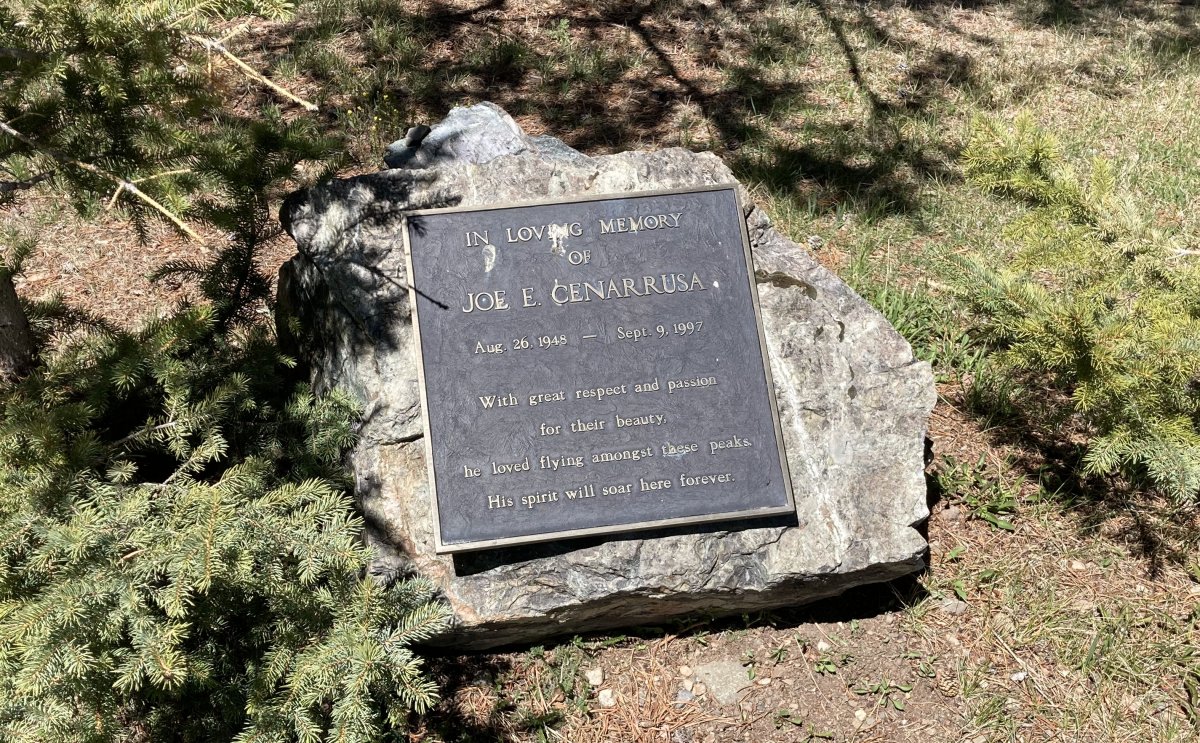 IN LOVING MEMORY
OF
JOE E. CENARRUSA
Aug. 26, 1948 — Sept. 9, 1997
With great respect and passion
for their beauty,
he loved flying amongst these peaks.
His spirit will soar here forever.